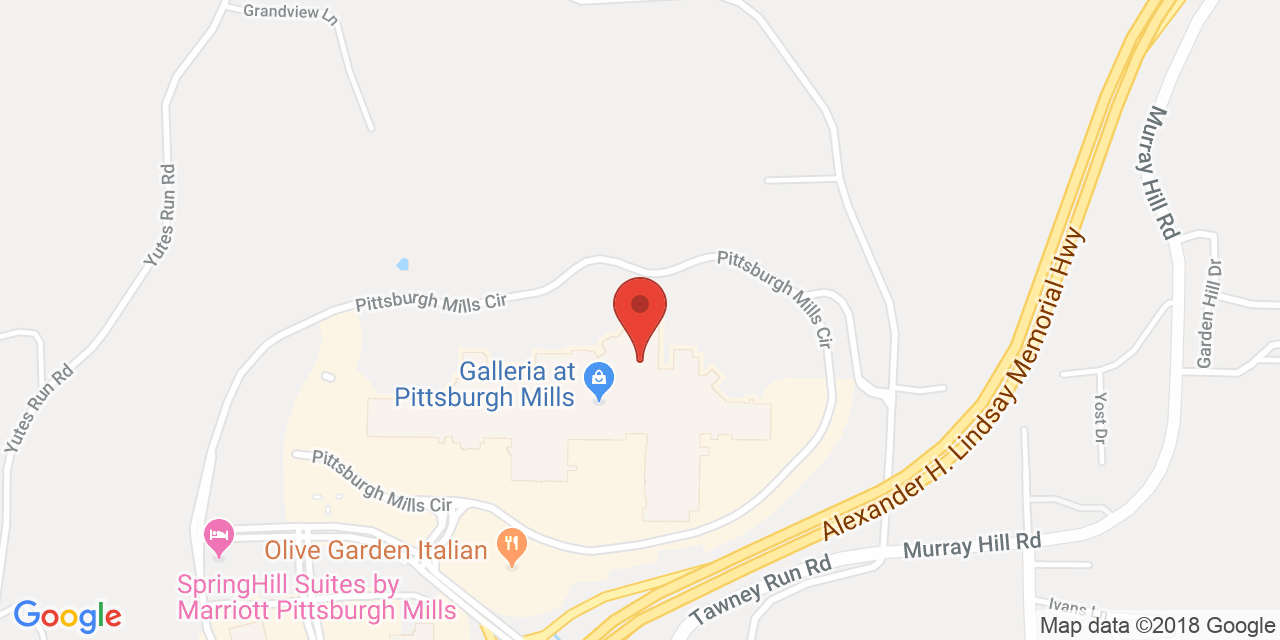 Grandview Ln
Murray Hill Rd
Yutes Run Rd
Pittsburgh Mills Cir
Pittsburgh Mills Cir
Alexander H. Lindsay Memorial Hwy
Garden Hill Dr
Galleria at
Pittsburgh Mills
Yutes Run Rd
Yost Dr
Pittsburgh Mills Cir
Olive Garden Italian
Murray Hill Rd
Tawney Run Rd
SpringHill Suites by
Marriott Pittsburgh Mills
Ivans Ln
Google
Map data ©2018 Google